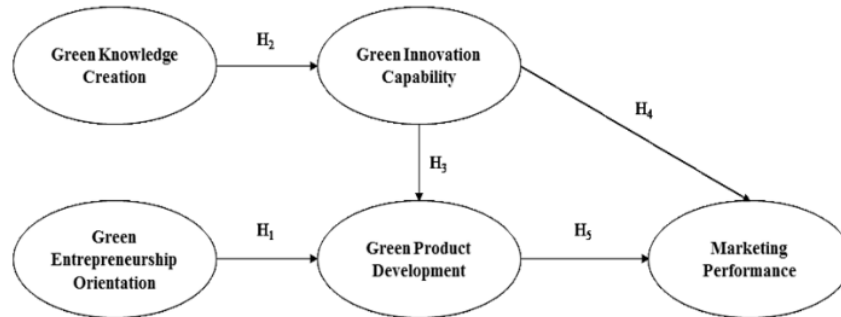 Green Knowledge
Creation
H₂
Green Innovation
Capability
H₄
H₃
Green
Entrepreneurship
Orientation
H₁
Green Product
Development
H₅
Marketing
Performance